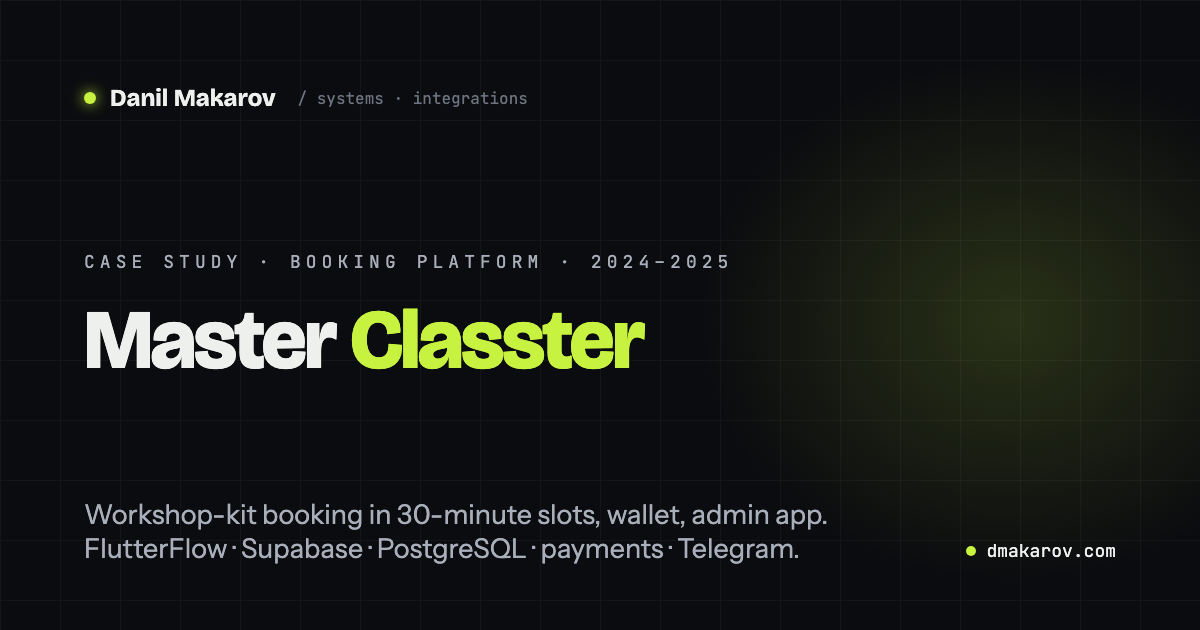 Danil Makarov / systems · integrations
CASE STUDY · BOOKING PLATFORM · 2024–2025
Master Classter
Workshop-kit booking in 30-minute slots, wallet, admin app.
FlutterFlow · Supabase · PostgreSQL · payments · Telegram.
dmakarov.com